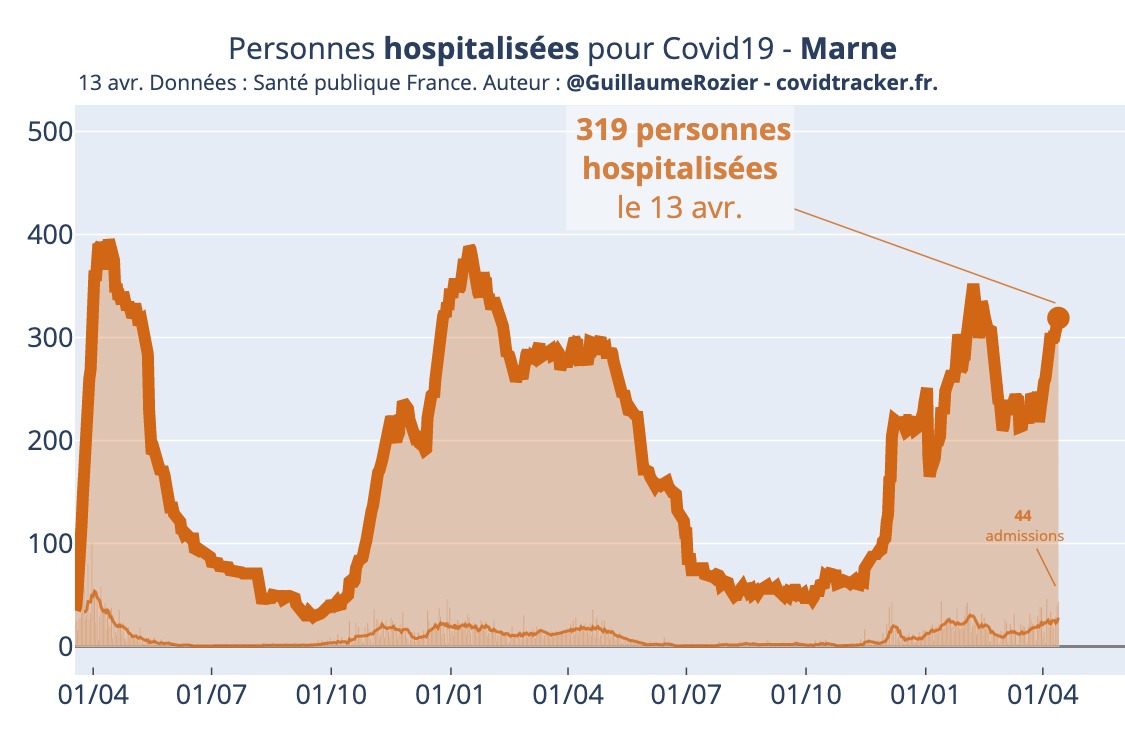 Personnes hospitalisées pour Covid19 - Marne
13 avr. Données : Santé publique France. Auteur : @GuillaumeRozier - covidtracker.fr.
319 personnes
hospitalisées
le 13 avr.
500
400
300
200
100
0
44
admissions
01/04 01/07 01/10 01/01 01/04 01/07 01/10 01/01 01/04